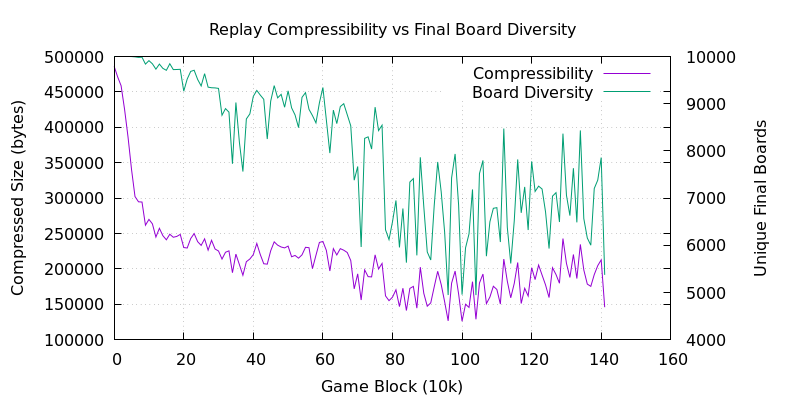 Replay Compressibility vs Final Board Diversity
Compressed Size (bytes)
500000
450000
400000
350000
300000
250000
200000
150000
100000
Compressibility
Board Diversity
10000
9000
8000
7000
6000
5000
4000
Unique Final Boards
0 20 40 60 80 100 120 140 160
Game Block (10k)